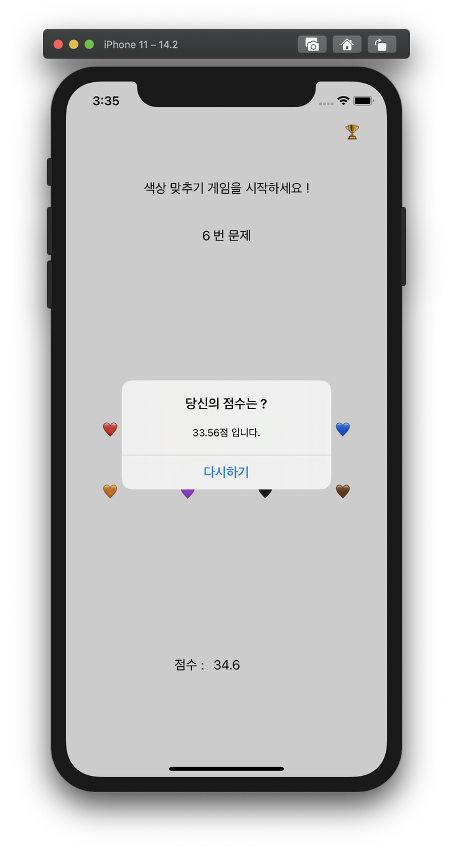 iPhone 11 – 14.2
3:35
색상 맞추기 게임을 시작하세요 !
6 번 문제
당신의 점수는 ?
33.56점 입니다.
다시하기
점수 : 34.6